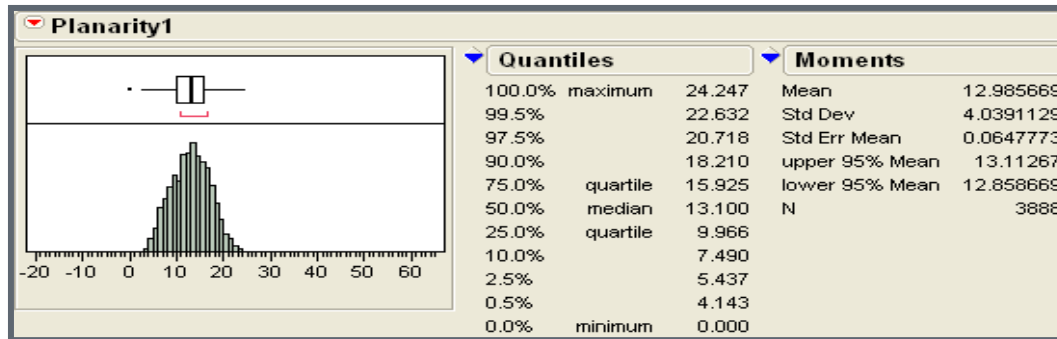 Planarity1
-20 -10 0 10 20 30 40 50 60
Quantiles
100.0% maximum 24.247
99.5% 22.632
97.5% 20.718
90.0% 18.210
75.0% quartile 15.925
50.0% median 13.100
25.0% quartile 9.966
10.0% 7.490
2.5% 5.437
0.5% 4.143
0.0% minimum 0.000
Moments
Mean 12.985669
Std Dev 4.0391129
Std Err Mean 0.0647773
upper 95% Mean 13.11267
lower 95% Mean 12.858669
N 3888